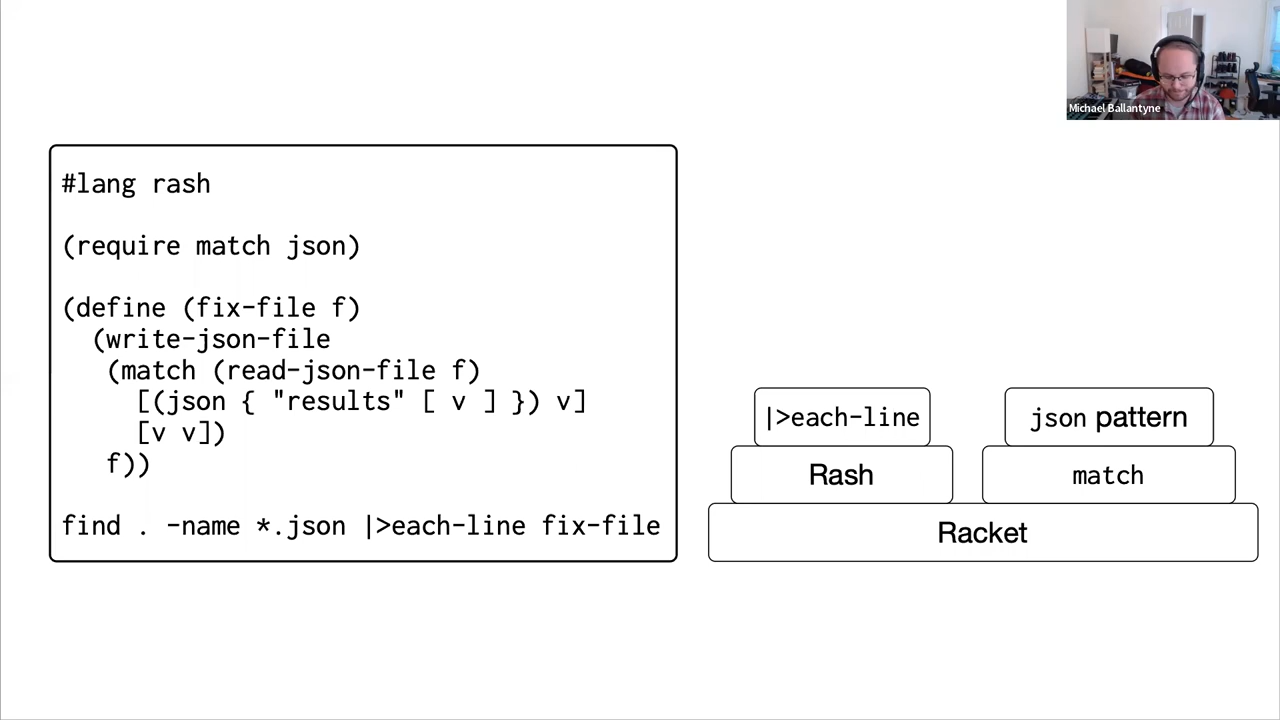 Michael Ballantyne
#lang rash
(require match json)
(define (fix-file f)
(write-json-file
(match (read-json-file f)
[(json { "results" [ v ] }) v]
[v v])
f))
find . -name *.json |>each-line fix-file
|>each-line
json pattern
Rash
match
Racket